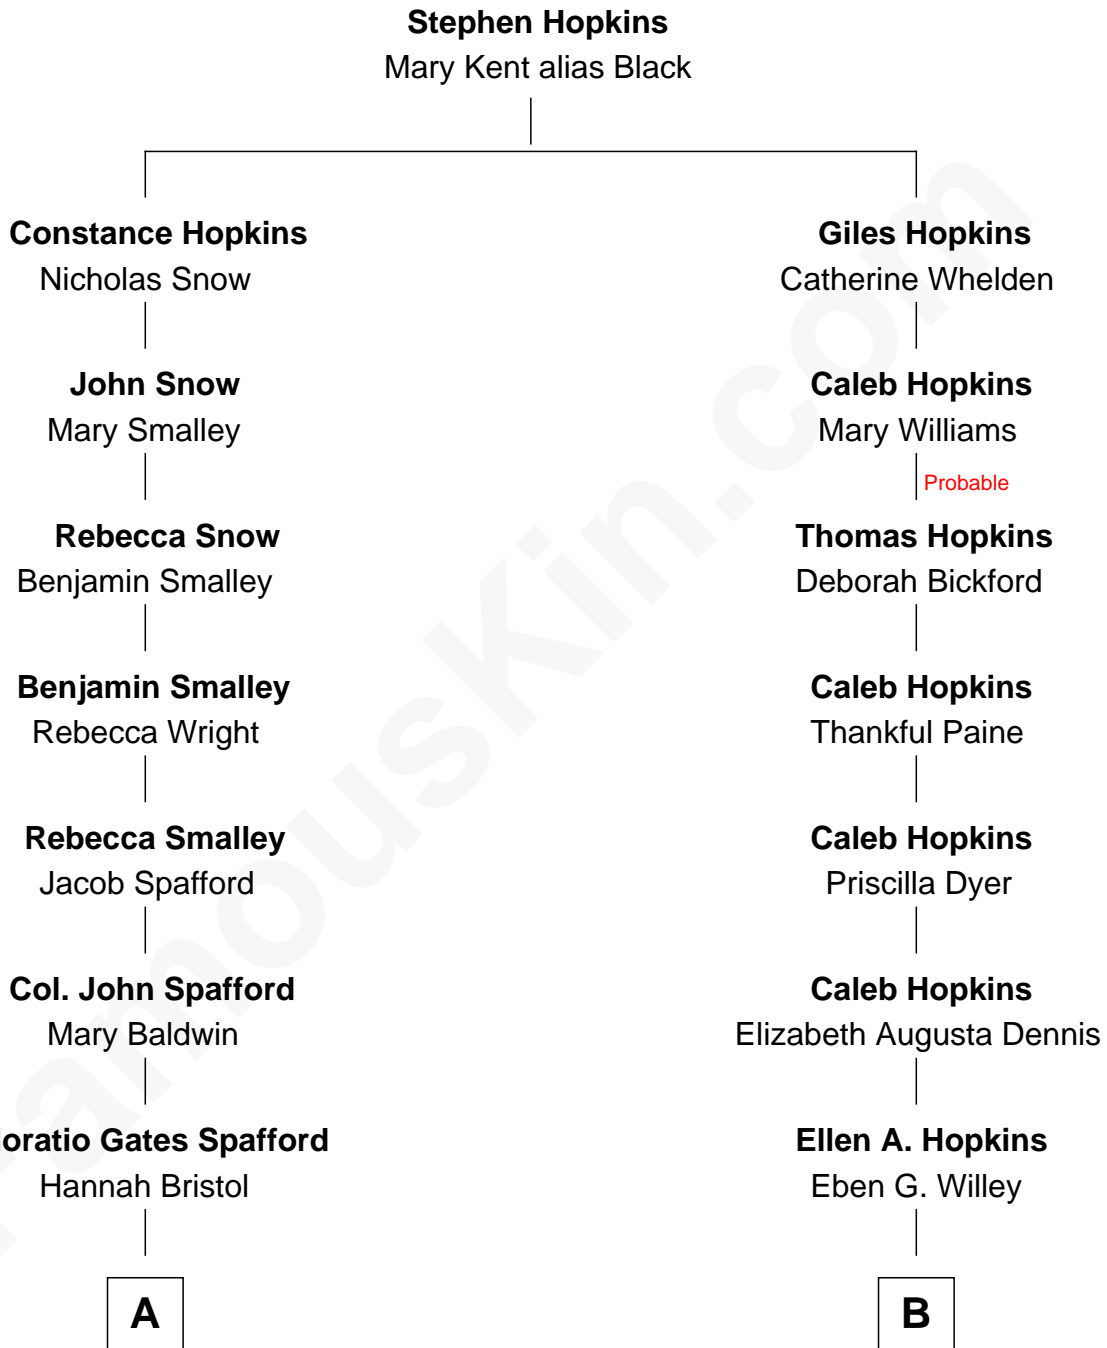 Stephen Hopkins
Mary Kent alias Black
Constance Hopkins
Nicholas Snow
John Snow
Mary Smalley
Rebecca Snow
Benjamin Smalley
Benjamin Smalley
Rebecca Wright
Rebecca Smalley
Jacob Spafford
Col. John Spafford
Mary Baldwin
oratio Gates Spafford
Hannah Bristol
A
Giles Hopkins
Catherine Whelden
Caleb Hopkins
Mary Williams
Probable
Thomas Hopkins
Deborah Bickford
Caleb Hopkins
Thankful Paine
Caleb Hopkins
Priscilla Dyer
Caleb Hopkins
Elizabeth Augusta Dennis
Ellen A. Hopkins
Eben G. Willey
B
FamousKin.com